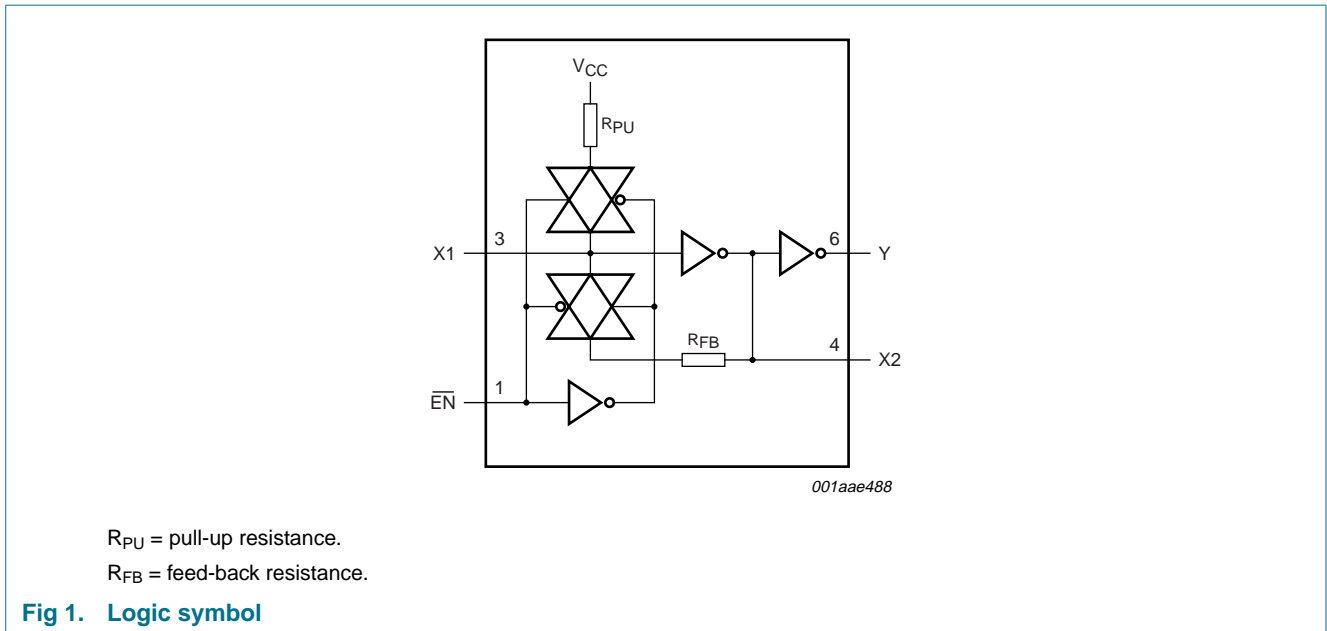 VCC
RPU
X1
3
6
Y
RFB
4
X2
EN
1
001aae488
RPU = pull-up resistance.
RFB = feed-back resistance.
Fig 1. Logic symbol